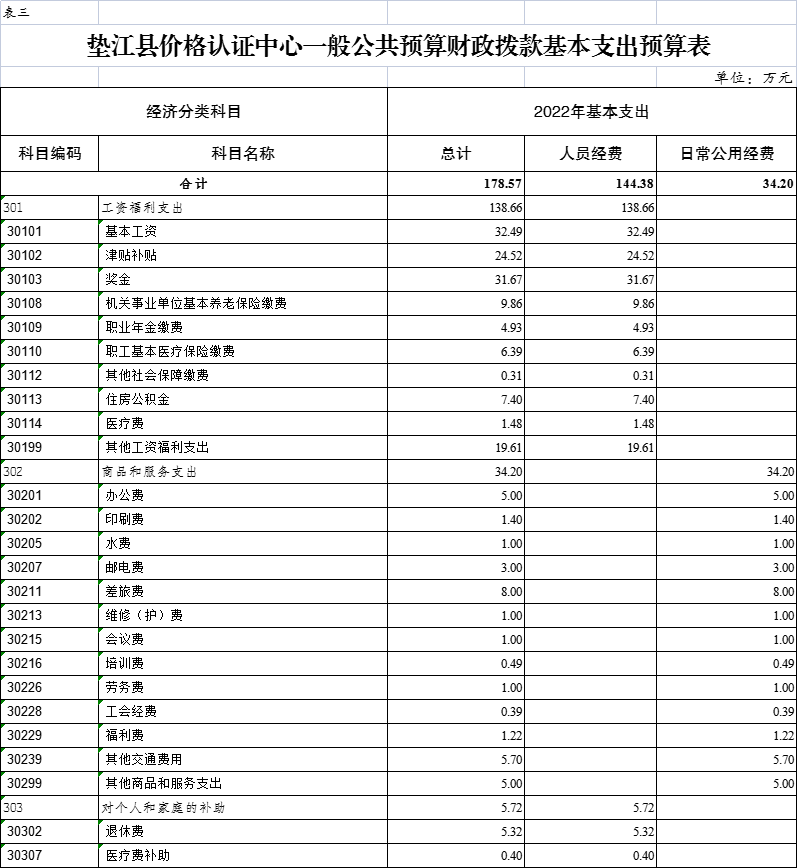 表三
垫江县价格认证中心一般公共预算财政拨款基本支出预算表
单位：万元
经济分类科目 2022年基本支出
科目编码 科目名称 总计 人员经费 日常公用经费
合计 178.57 144.38 34.20
301 工资福利支出 138.66 138.66
30101 基本工资 32.49 32.49
30102 津贴补贴 24.52 24.52
30103 奖金 31.67 31.67
30108 机关事业单位基本养老保险缴费 9.86 9.86
30109 职业年金缴费 4.93 4.93
30110 职工基本医疗保险缴费 6.39 6.39
30112 其他社会保障缴费 0.31 0.31
30113 住房公积金 7.40 7.40
30114 医疗费 1.48 1.48
30199 其他工资福利支出 19.61 19.61
302 商品和服务支出 34.20 34.20
30201 办公费 5.00 5.00
30202 印刷费 1.40 1.40
30205 水费 1.00 1.00
30207 邮电费 3.00 3.00
30211 差旅费 8.00 8.00
30213 维修（护）费 1.00 1.00
30215 会议费 1.00 1.00
30216 培训费 0.49 0.49
30226 劳务费 1.00 1.00
30228 工会经费 0.39 0.39
30229 福利费 1.22 1.22
30239 其他交通费用 5.70 5.70
30299 其他商品和服务支出 5.00 5.00
303 对个人和家庭的补助 5.72 5.72
30302 退休费 5.32 5.32
30307 医疗费补助 0.40 0.40